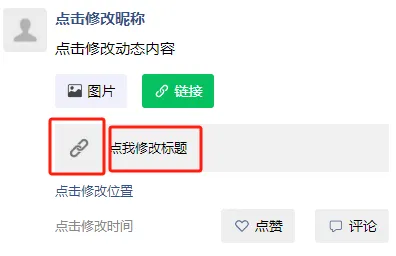 点击修改昵称
点击修改动态内容
图片 链接
点我修改标题
点击修改位置
点击修改时间 点赞 评论